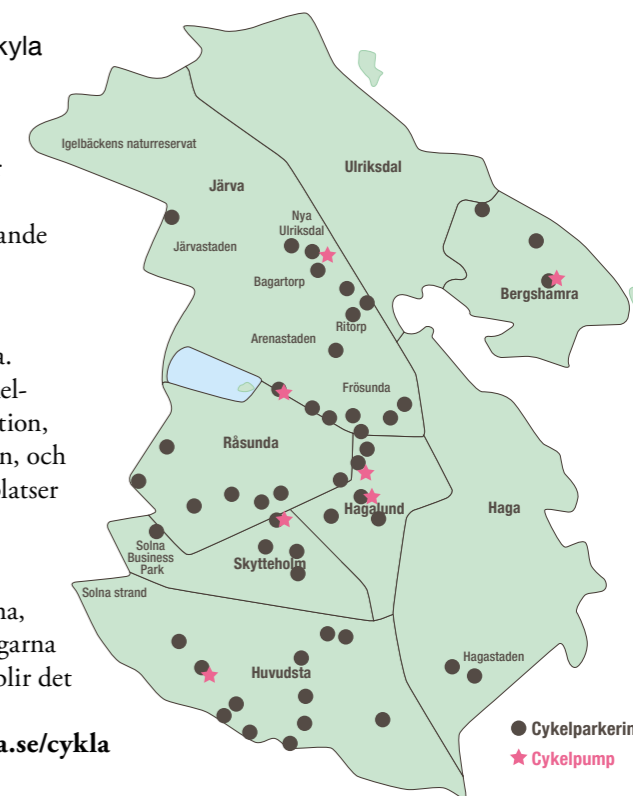 kyla
ande
a.
el-
tion,
n, och
olatser
na,
garna
blir det
a.se/cykla
Igelbäckens naturreservat
Järva
Ulriksdal
Nya
Ulriksdal
Järvastaden
Bagartorp
Bergshamra
Ritorp
Arenastaden
Frösunda
Råsunda
Hagalund
Haga
Solna
Business
Park
Skytteholm
Solna strand
Huvudsta
Hagastaden
Cykelparkerin
Cykelpump